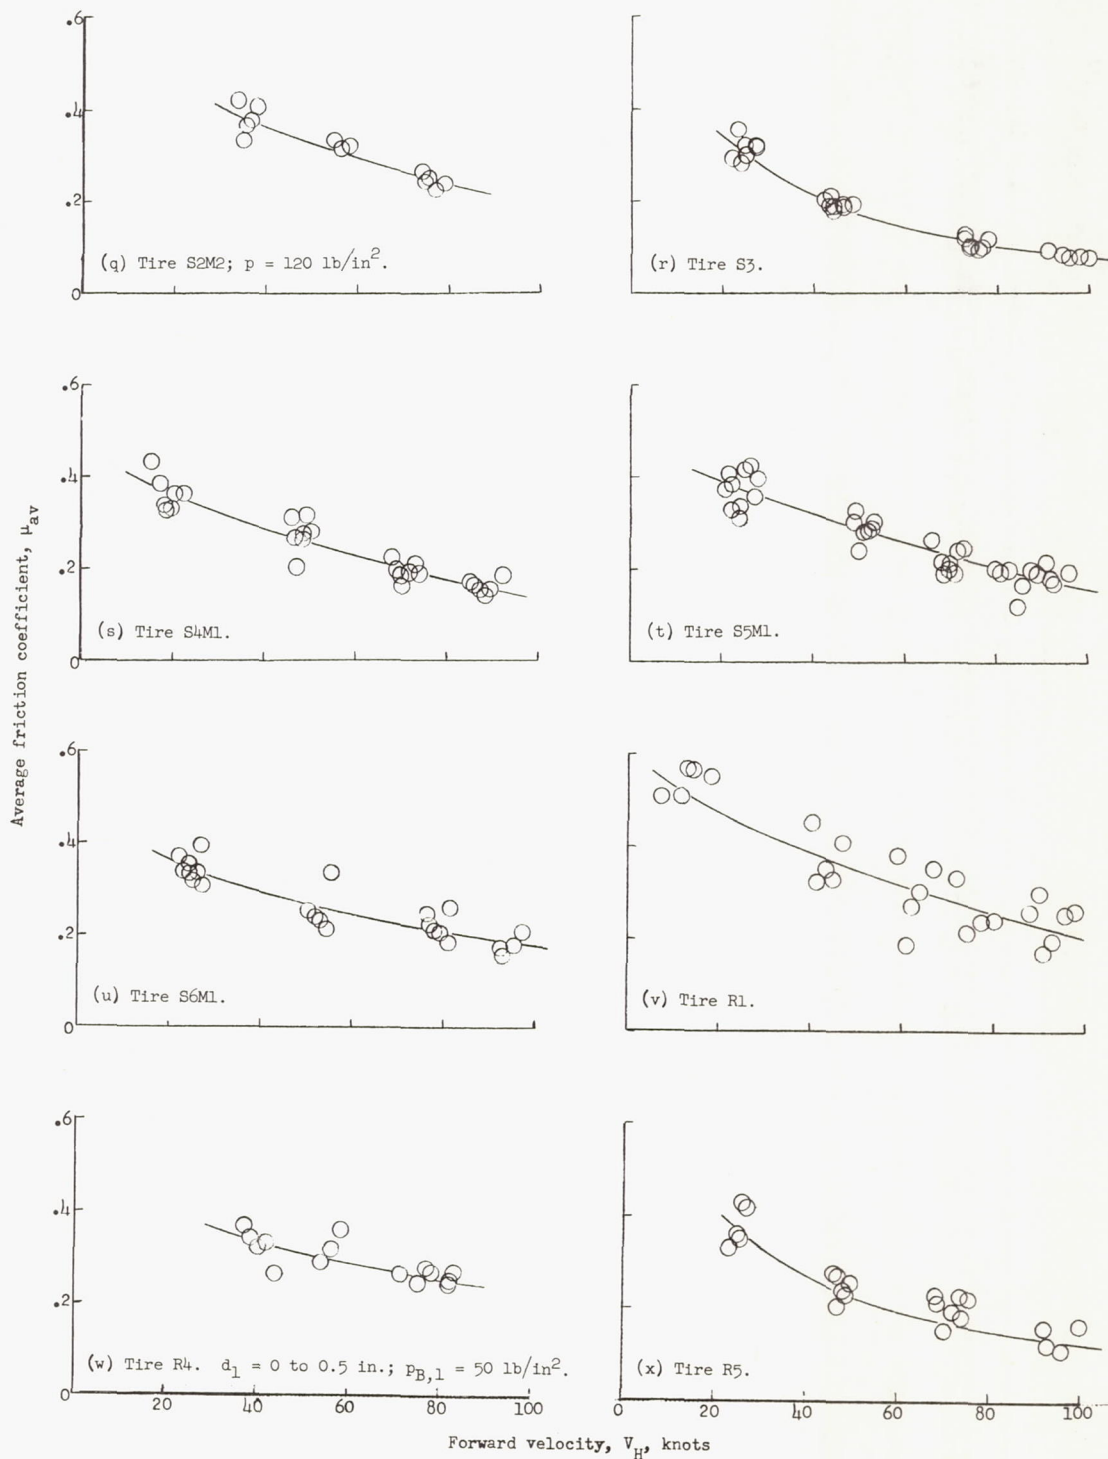 .6
.4
.2
0
(q) Tire S2M2; p = 120 lb/in².
(r) Tire S3.
.6
.4
.2
0
(s) Tire S4M1.
(t) Tire S5M1.
Average friction coefficient, μav
.6
.4
.2
0
(u) Tire S6M1.
(v) Tire R1.
.6
.4
.2
0
(w) Tire R4. d1 = 0 to 0.5 in.; pB,1 = 50 lb/in².
(x) Tire R5.
20 40 60 80 100
0 20 40 60 80 100
Forward velocity, VH, knots